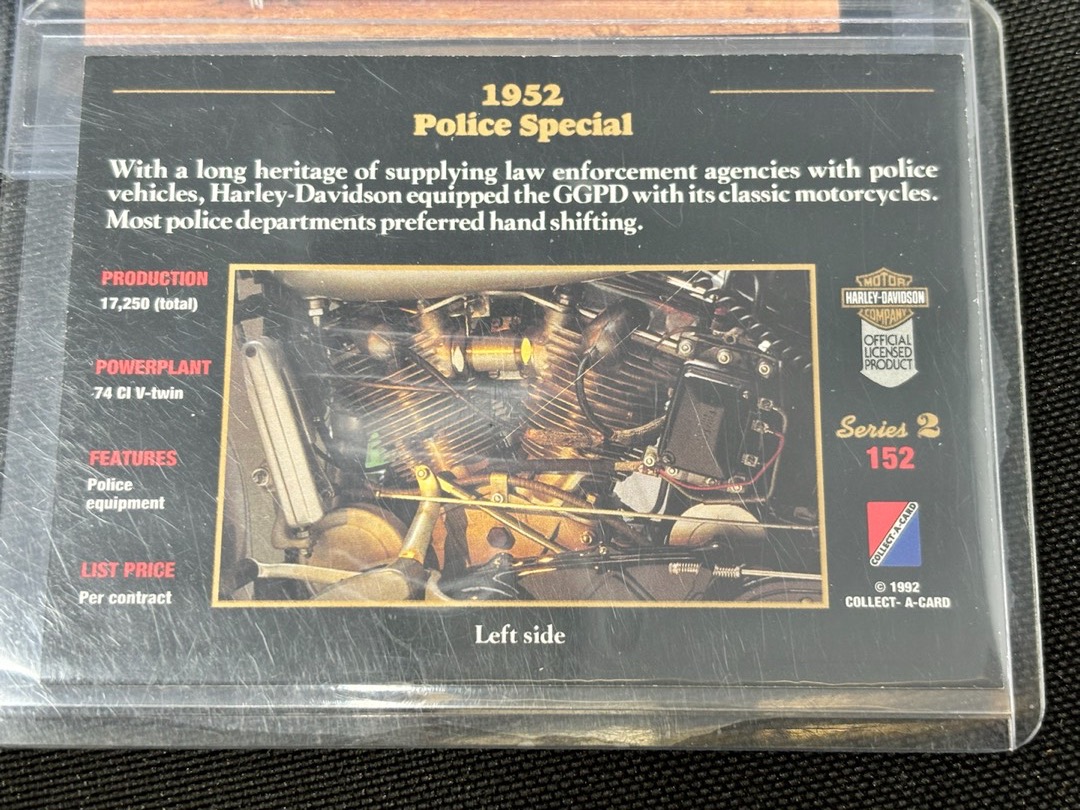 1952
Police Special
With a long heritage of supplying law enforcement agencies with police
vehicles, Harley-Davidson equipped the GGPD with its classic motorcycles.
Most police departments preferred hand shifting.
PRODUCTION
17,250 (total)
POWERPLANT
74 CI V-twin
FEATURES
Police
equipment
LIST PRICE
Per contract
Left side
MOTOR
HARLEY-DAVIDSON
COMPANY
OFFICIAL
LICENSED
PRODUCT
Series 2
152
COLLECT-A-CARD
© 1992
COLLECT- A-CARD